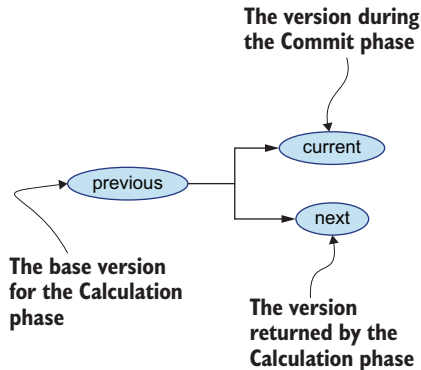 The version during
the Commit phase
current
previous
next
The base version
for the Calculation
phase
The version
returned by the
Calculation phase